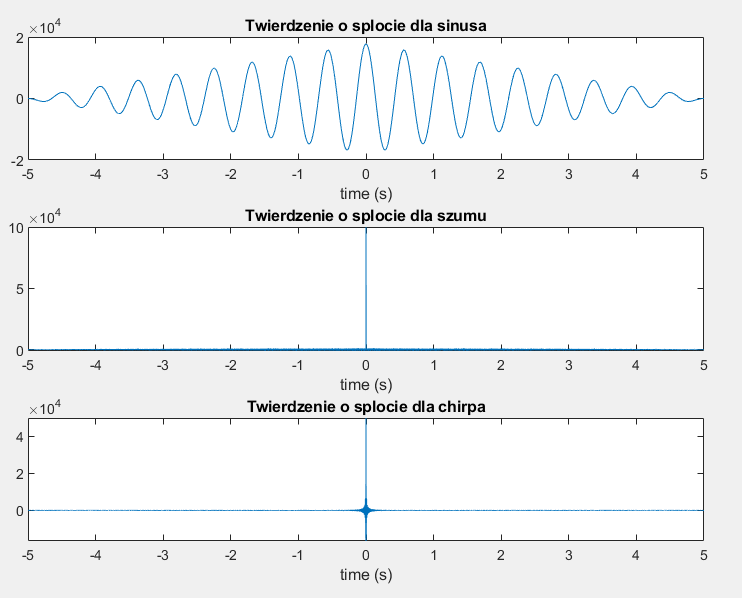 Twierdzenie o splocie dla sinusa
×10⁴
2
0
-2
-5 -4 -3 -2 -1 0 1 2 3 4 5
time (s)
Twierdzenie o splocie dla szumu
×10⁴
10
5
0
-5 -4 -3 -2 -1 0 1 2 3 4 5
time (s)
Twierdzenie o splocie dla chirpa
×10⁴
4
2
0
-5 -4 -3 -2 -1 0 1 2 3 4 5
time (s)